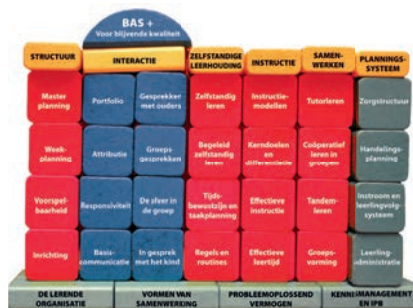 BAS +
Voor blijvende kwaliteit
STRUCTUUR
INTERACTIE
ZELFSTANDIGE
LEERHOUDING
INSTRUCTIE
SAMEN-
WERKEN
PLANNINGS-
SYSTEEM
Master
planning
Portfolio
Gesprekken
met ouders
Zelfstandig
leren
Instructie-
modellen
Tutorleren
Zorgstructuur
Week-
planning
Attributie
Groeps-
gesprekken
Begeleid
zelfstandig
leren
Kerndoelen
en
differentiatie
Coöperatief
leren in
groepen
Handelings-
planning
Voorspel-
baarheid
Responsiviteit
De sfeer in
de groep
Tijds-
bewustzijn en
taakplanning
Effectieve
instructie
Tandem-
leren
Instroom en
leerlingvolg-
systeem
Inrichting
Basis-
communicatie
In gesprek
met het kind
Regels en
routines
Effectieve
leertijd
Groeps-
vorming
Leerling-
administratie
DE LERENDE
ORGANISATIE
VORMEN VAN
SAMENWERKING
PROBLEEMOPLOSSEND
VERMOGEN
KENNISMANAGEMENT
EN IPB